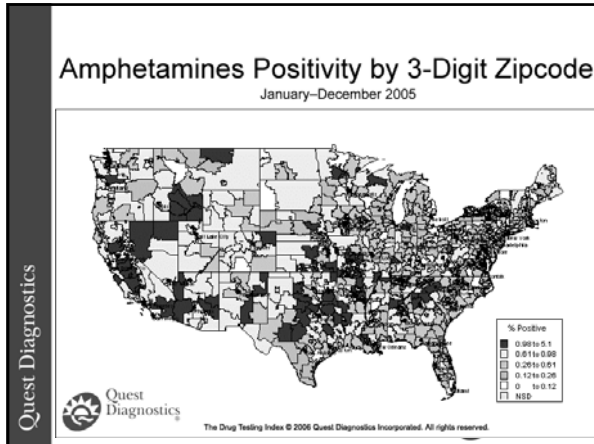 Amphetamines Positivity by 3-Digit Zipcode
January–December 2005
% Positive
0.98 to 5.1
0.61 to 0.98
0.26 to 0.61
0.12 to 0.26
0 to 0.12
NSD
Quest Diagnostics
Quest
Diagnostics
The Drug Testing Index © 2006 Quest Diagnostics Incorporated. All rights reserved.